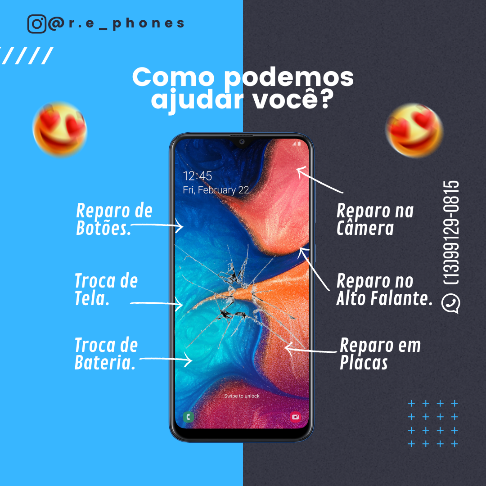 @r.e_phones
Como podemos
ajudar você?
12:45
Fri, February 22
Reparo de
Botões.
Reparo na
Câmera
Troca de
Tela.
Reparo no
Alto Falante.
Troca de
Bateria.
Reparo em
Placas
(13)99129-0815
Swipe to unlock